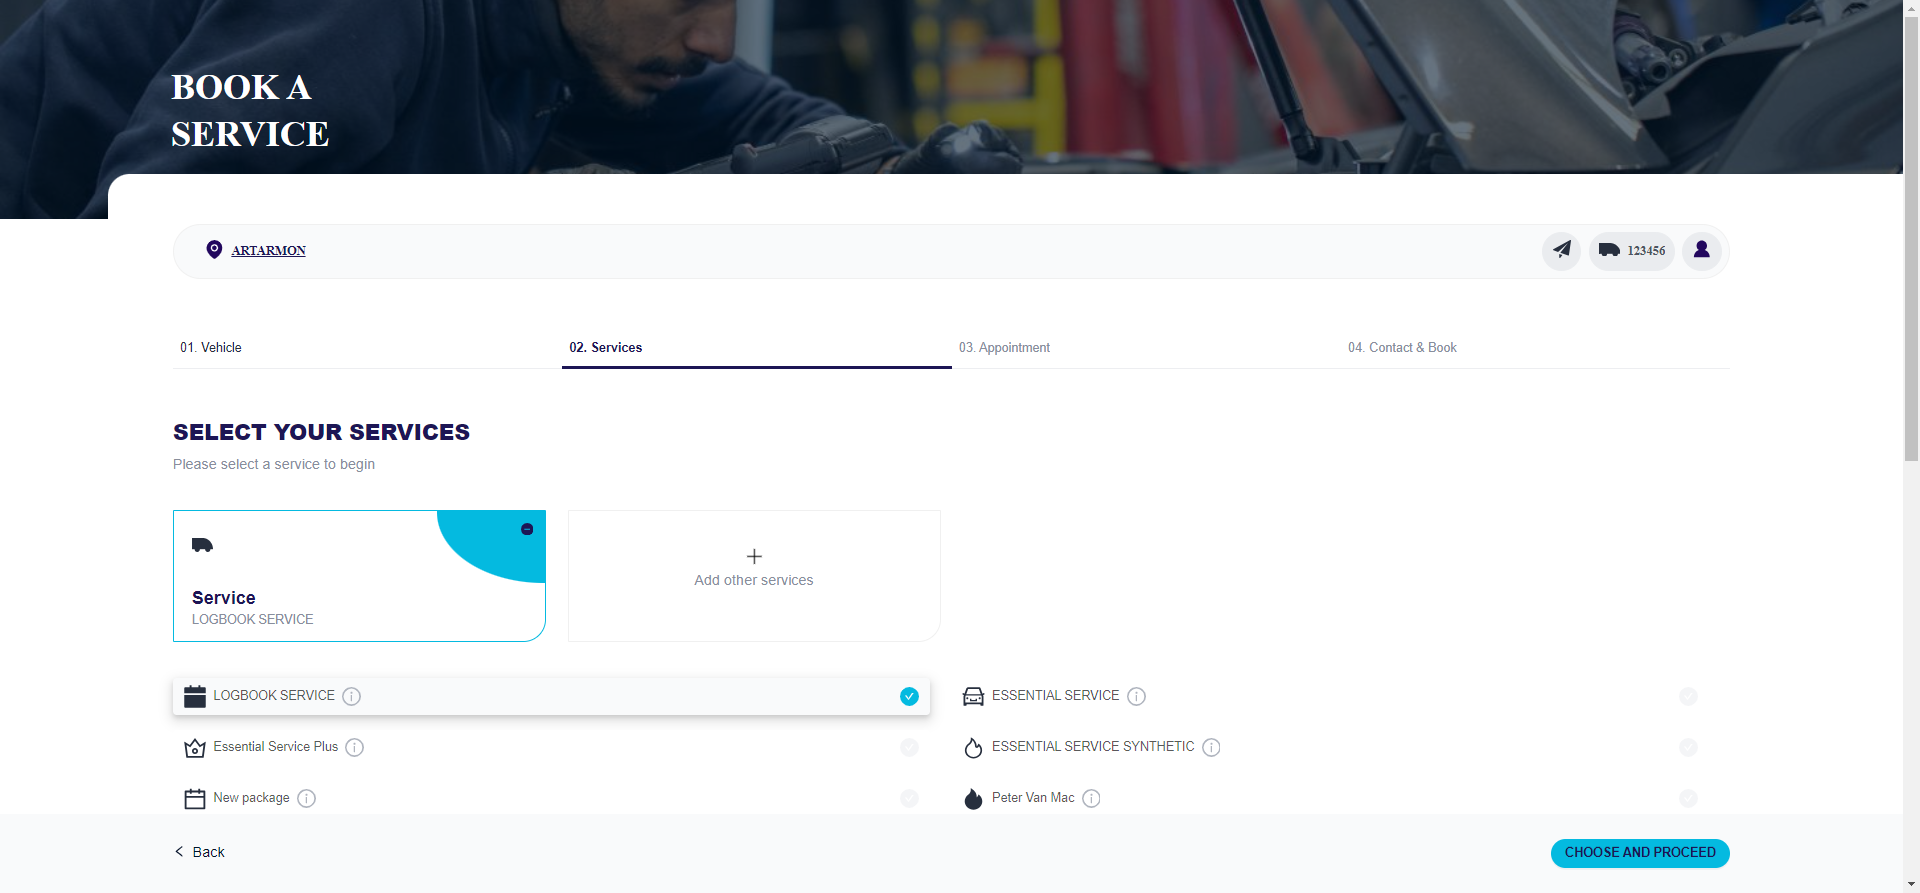 BOOK A
SERVICE
ARTARMON
123456
01. Vehicle
02. Services
03. Appointment
04. Contact & Book
SELECT YOUR SERVICES
Please select a service to begin
Service
LOGBOOK SERVICE
Add other services
LOGBOOK SERVICE
ESSENTIAL SERVICE
Essential Service Plus
ESSENTIAL SERVICE SYNTHETIC
New package
Peter Van Mac
Back
CHOOSE AND PROCEED